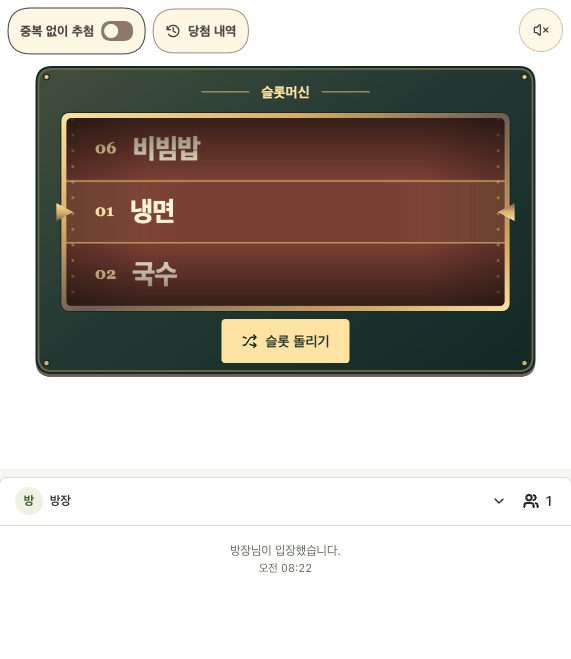 중복 없이 추첨
당첨 내역
슬롯머신
06 비빔밥
01 냉면
02 국수
슬롯 돌리기
방 방장
1
방장님이 입장했습니다.
오전 08:22